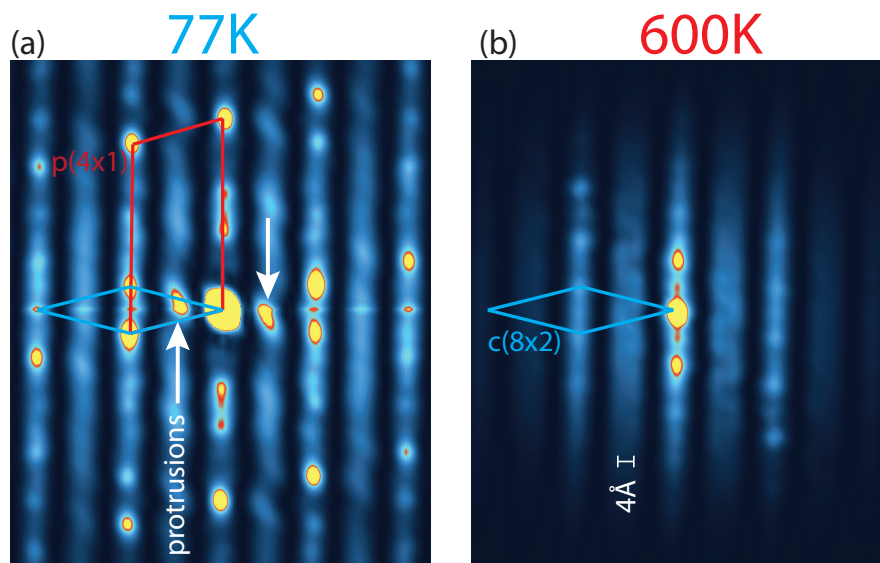 (a)
77K
(b)
600K
p(4x1)
c(8x2)
protrusions
4Å